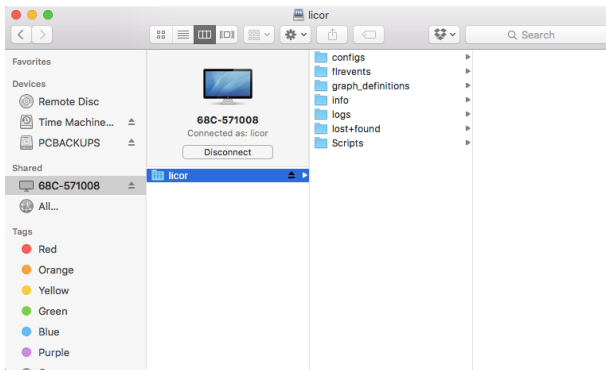 licor
Search
Favorites
Devices
Remote Disc
Time Machine...
PCBACKUPS
Shared
68C-571008
All...
Tags
Red
Orange
Yellow
Green
Blue
Purple
68C-571008
Connected as: licor
Disconnect
licor
configs
flrevents
graph_definitions
info
logs
lost+found
Scripts